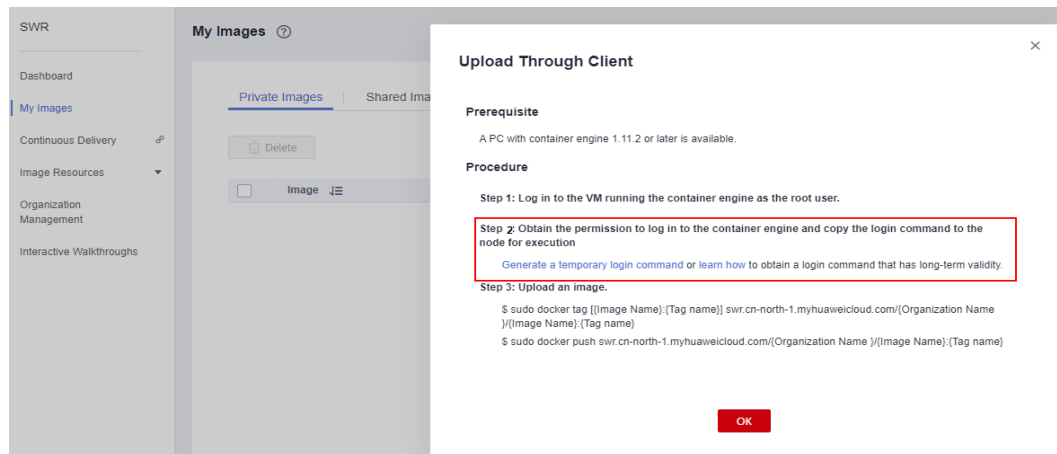 SWR
Dashboard
My Images
Continuous Delivery
Image Resources
Organization
Management
Interactive Walkthroughs
My Images
Private Images
Shared Ima
Delete
Image
Upload Through Client
Prerequisite
A PC with container engine 1.11.2 or later is available.
Procedure
Step 1: Log in to the VM running the container engine as the root user.
Step 2: Obtain the permission to log in to the container engine and copy the login command to the
node for execution
Generate a temporary login command or learn how to obtain a login command that has long-term validity.
Step 3: Upload an image.
$ sudo docker tag [{Image Name}:{Tag name}] swr.cn-north-1.myhuaweicloud.com/{Organization Name
}/{Image Name}:{Tag name}
$ sudo docker push swr.cn-north-1.myhuaweicloud.com/{Organization Name }/{Image Name}:{Tag name}
OK